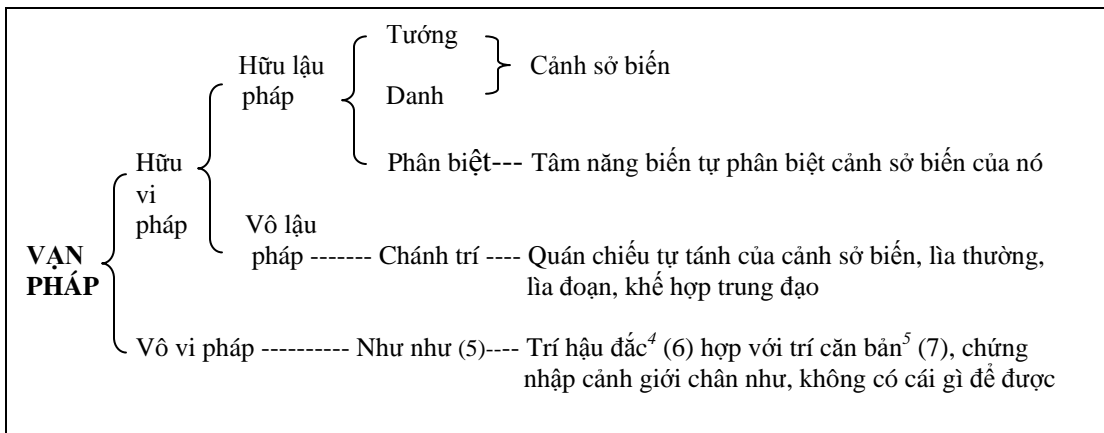 Tướng
Hữu lậu pháp
Cảnh sở biến
Danh
Phân biệt--- Tâm năng biến tự phân biệt cảnh sở biến của nó
Hữu vi pháp
Vô lậu
VẠN PHÁP
pháp ------- Chánh trí ---- Quán chiếu tự tánh của cảnh sở biến, lìa thường,
lìa đoạn, khế hợp trung đạo
Vô vi pháp ---------- Như như (5)---- Trí hậu đắc4 (6) hợp với trí căn bản5 (7), chứng
nhập cảnh giới chân như, không có cái gì để được